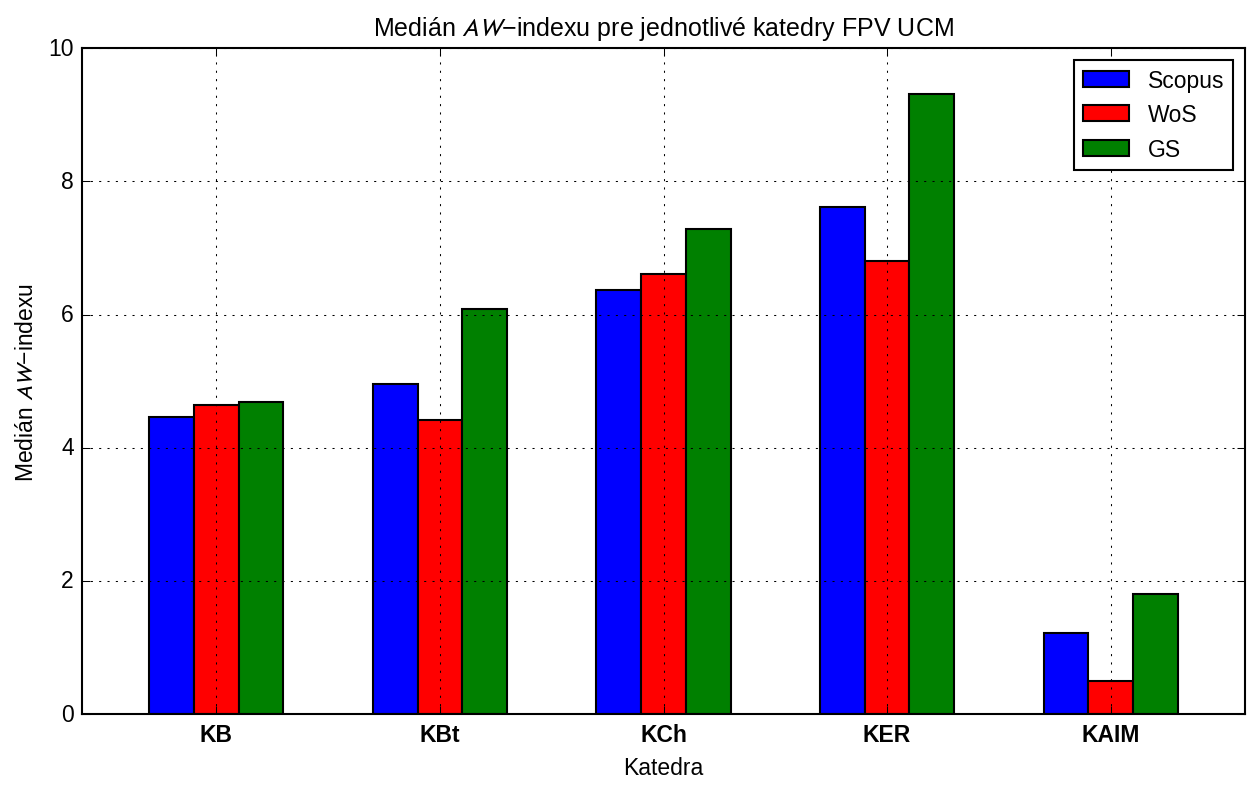 Medián AW−indexu pre jednotlivé katedry FPV UCM
10
8
6
4
2
0
Medián AW−indexu
Scopus
WoS
GS
KB
KBt
KCh
KER
KAIM
Katedra